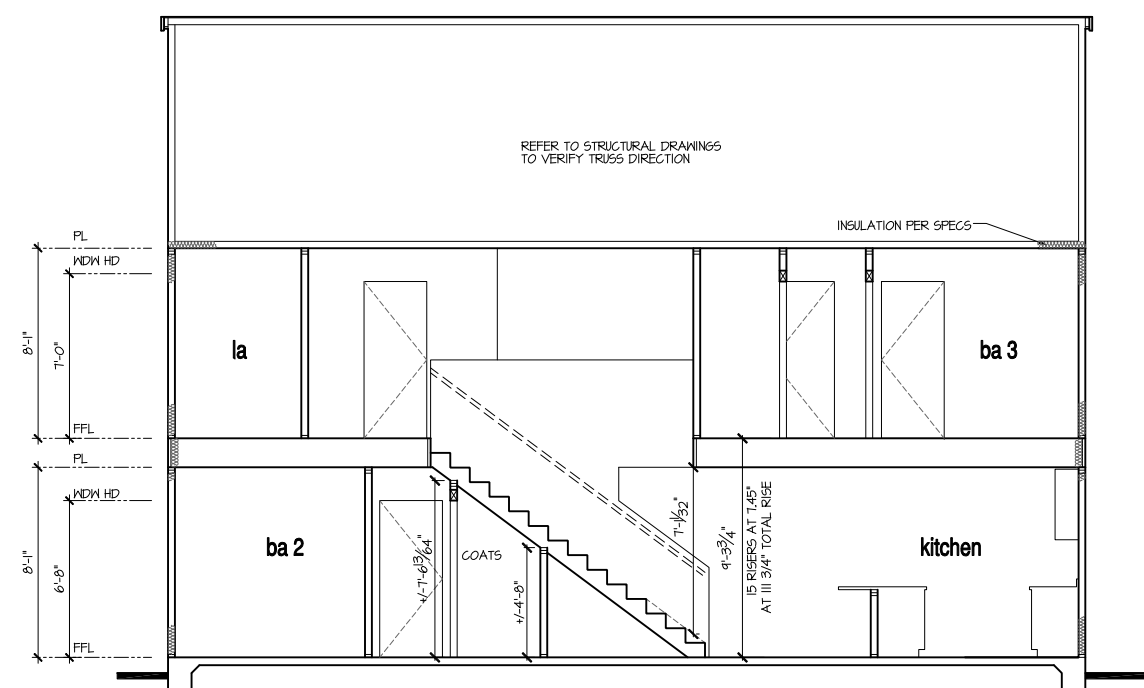 REFER TO STRUCTURAL DRAWINGS
TO VERIFY TRUSS DIRECTION
INSULATION PER SPECS
PL
WDW HD
8'-1"
7'-0"
la
ba 3
FFL
PL
WDW HD
8'-1"
6'-8"
ba 2
+/-7'-6 13/64"
COATS
+/-4'-8"
7'-1/32"
9'-3 3/4"
15 RISERS AT 7.45"
AT 111 3/4" TOTAL RISE
kitchen
FFL